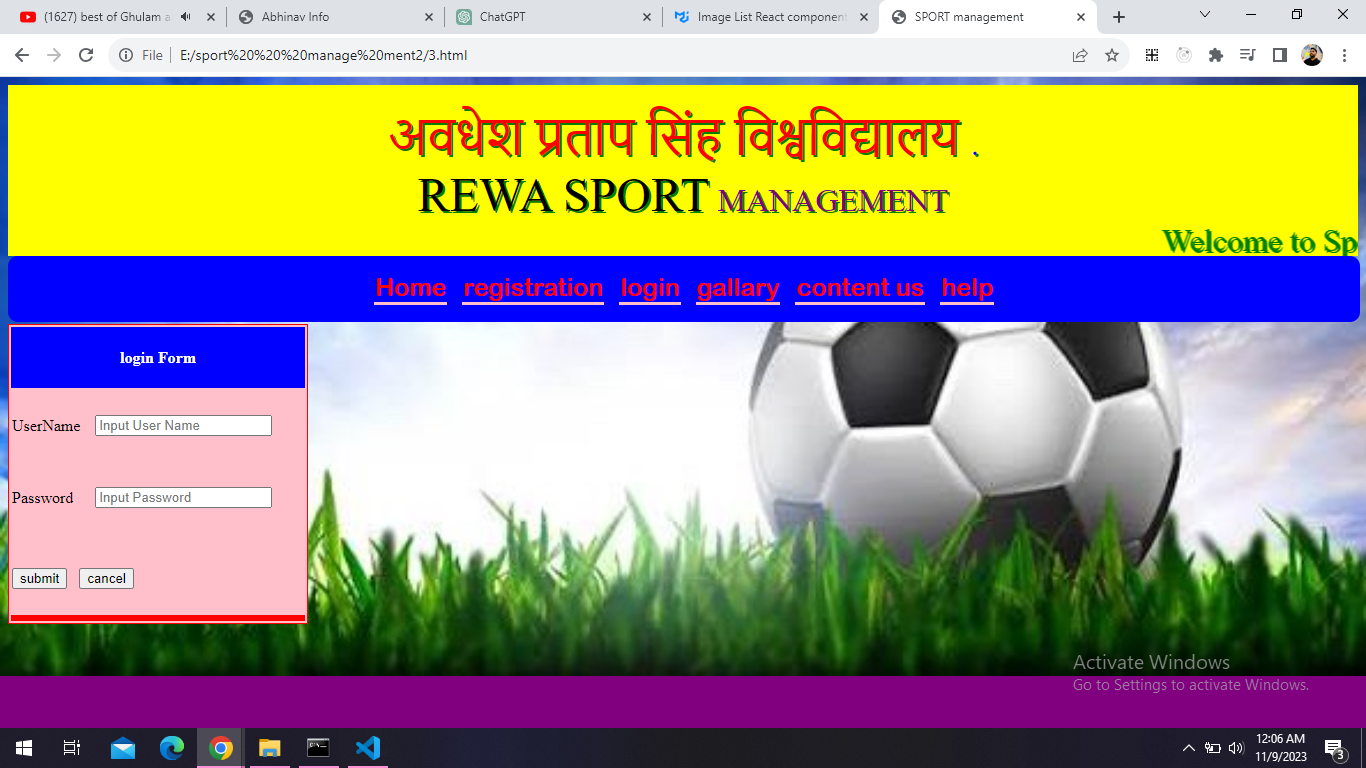 (1627) best of Ghulam a
Abhinav Info
ChatGPT
Image List React component
SPORT management
File
E:/sport%20%20%20manage%20ment2/3.html
अवधेश प्रताप सिंह विश्वविद्यालय .
REWA SPORT MANAGEMENT
Welcome to Sp
Home registration login gallary content us help
login Form
UserName Input User Name
Password Input Password
submit cancel
Activate Windows
Go to Settings to activate Windows.
12:06 AM
11/9/2023
3